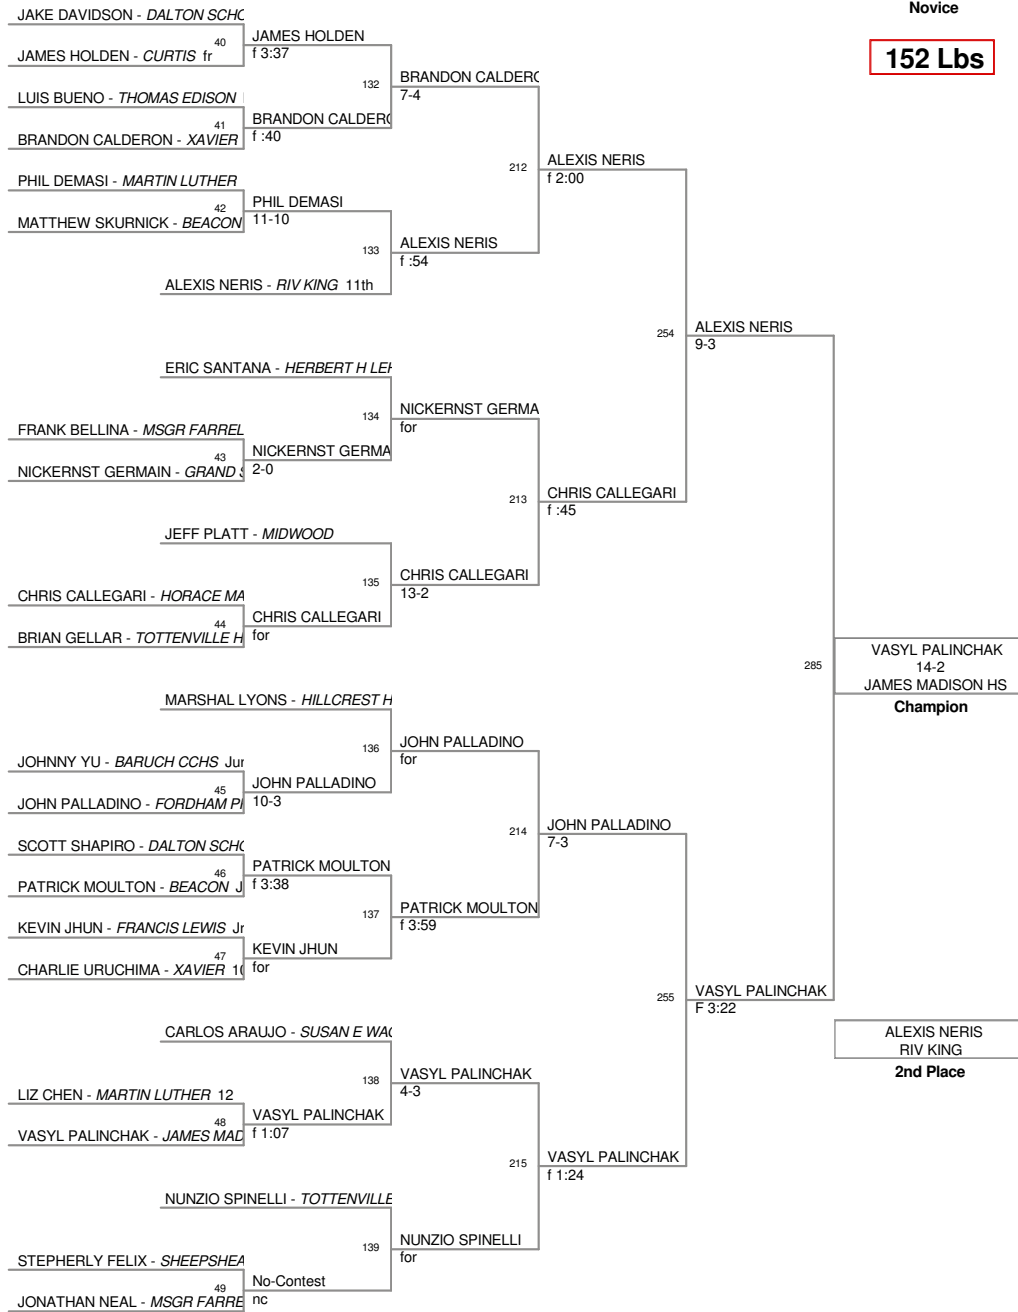 Novice
152 Lbs
JAKE DAVIDSON - DALTON SCHO
40
JAMES HOLDEN - CURTIS fr
JAMES HOLDEN
f 3:37
LUIS BUENO - THOMAS EDISON
41
BRANDON CALDERON - XAVIER
BRANDON CALDERO
f :40
132
BRANDON CALDERO
7-4
PHIL DEMASI - MARTIN LUTHER
42
MATTHEW SKURNICK - BEACON
PHIL DEMASI
11-10
133
ALEXIS NERIS - RIV KING 11th
ALEXIS NERIS
f :54
212
ALEXIS NERIS
f 2:00
ERIC SANTANA - HERBERT H LEH
134
FRANK BELLINA - MSGR FARREL
43
NICKERNST GERMAIN - GRAND S
NICKERNST GERMA
2-0
NICKERNST GERMA
for
213
JEFF PLATT - MIDWOOD
135
CHRIS CALLEGARI - HORACE MA
44
BRIAN GELLAR - TOTTENVILLE H
CHRIS CALLEGARI
for
CHRIS CALLEGARI
13-2
CHRIS CALLEGARI
f :45
254
ALEXIS NERIS
9-3
MARSHAL LYONS - HILLCREST H
136
JOHNNY YU - BARUCH CCHS Jur
45
JOHN PALLADINO - FORDHAM PI
JOHN PALLADINO
10-3
JOHN PALLADINO
for
SCOTT SHAPIRO - DALTON SCHO
46
PATRICK MOULTON - BEACON J
PATRICK MOULTON
f 3:38
137
KEVIN JHUN - FRANCIS LEWIS Jr
47
CHARLIE URUCHIMA - XAVIER 10
KEVIN JHUN
for
PATRICK MOULTON
f 3:59
214
JOHN PALLADINO
7-3
CARLOS ARAUJO - SUSAN E WAG
138
LIZ CHEN - MARTIN LUTHER 12
48
VASYL PALINCHAK - JAMES MAD
VASYL PALINCHAK
f 1:07
VASYL PALINCHAK
4-3
215
NUNZIO SPINELLI - TOTTENVILLE
139
STEPHERLY FELIX - SHEEPSHEA
49
JONATHAN NEAL - MSGR FARRE
No-Contest
nc
NUNZIO SPINELLI
for
VASYL PALINCHAK
f 1:24
255
VASYL PALINCHAK
F 3:22
285
VASYL PALINCHAK
14-2
JAMES MADISON HS
Champion
ALEXIS NERIS
RIV KING
2nd Place